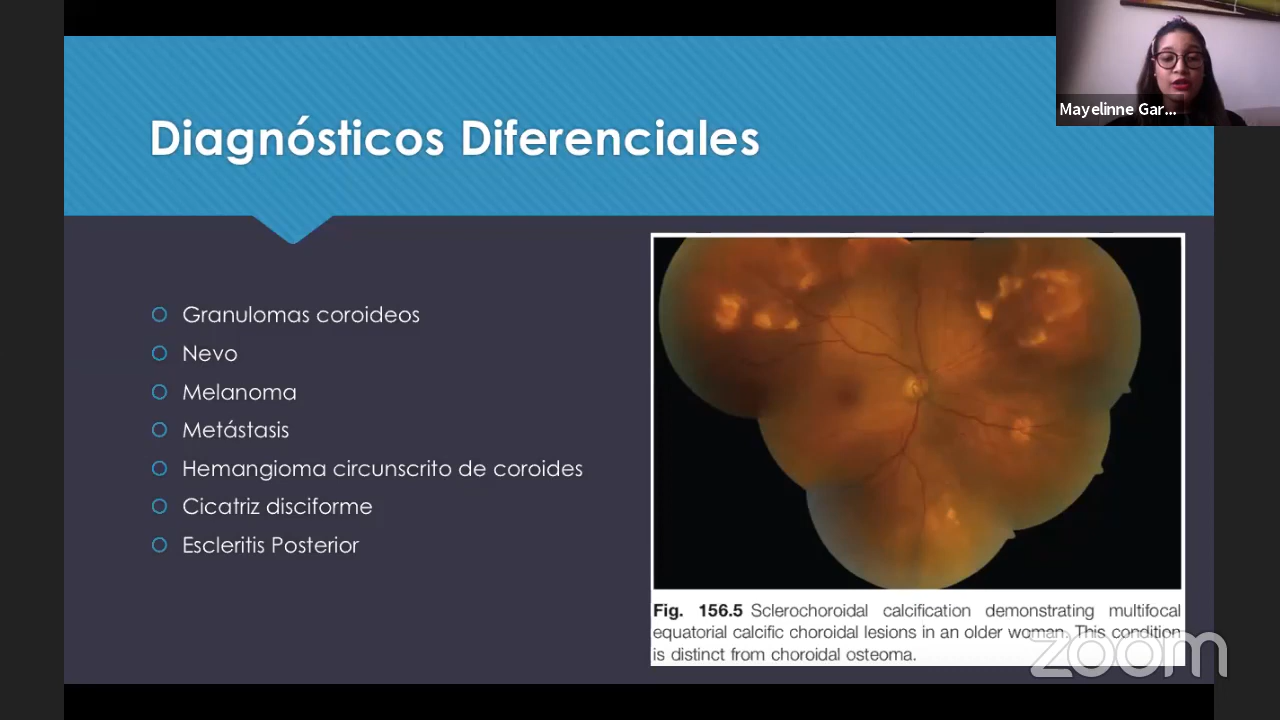 Mayelinne Gar...
Diagnósticos Diferenciales
Granulomas coroideos
Nevo
Melanoma
Metástasis
Hemangioma circunscrito de coroides
Cicatriz disciforme
Escleritis Posterior
Fig. 156.5 Sclerochoroidal calcification demonstrating multifocal
equatorial calcific choroidal lesions in an older woman. This condition
is distinct from choroidal osteoma.
zoom